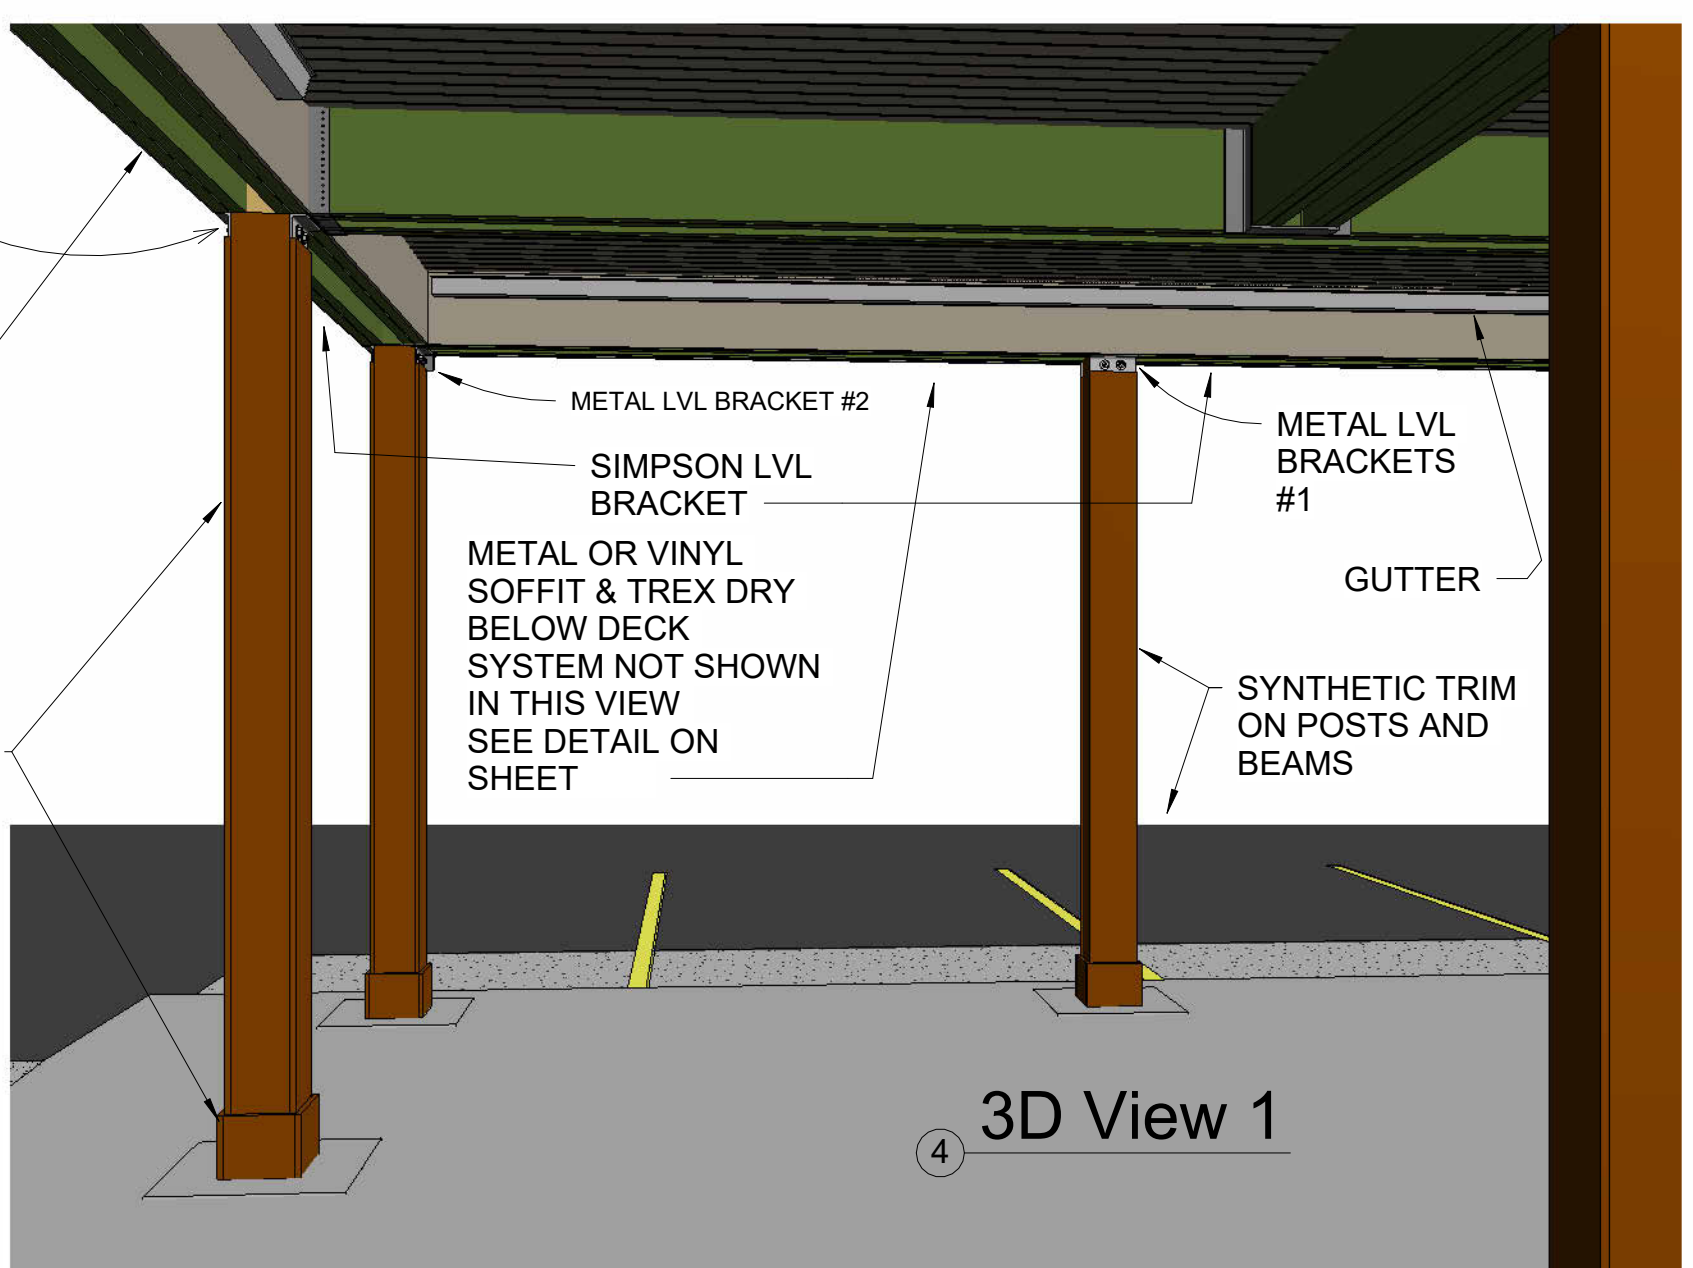 METAL LVL BRACKET #2
METAL LVL
BRACKETS
#1
SIMPSON LVL
BRACKET
METAL OR VINYL
SOFFIT & TREX DRY
BELOW DECK
SYSTEM NOT SHOWN
IN THIS VIEW
SEE DETAIL ON
SHEET
GUTTER
SYNTHETIC TRIM
ON POSTS AND
BEAMS
3D View 1
4